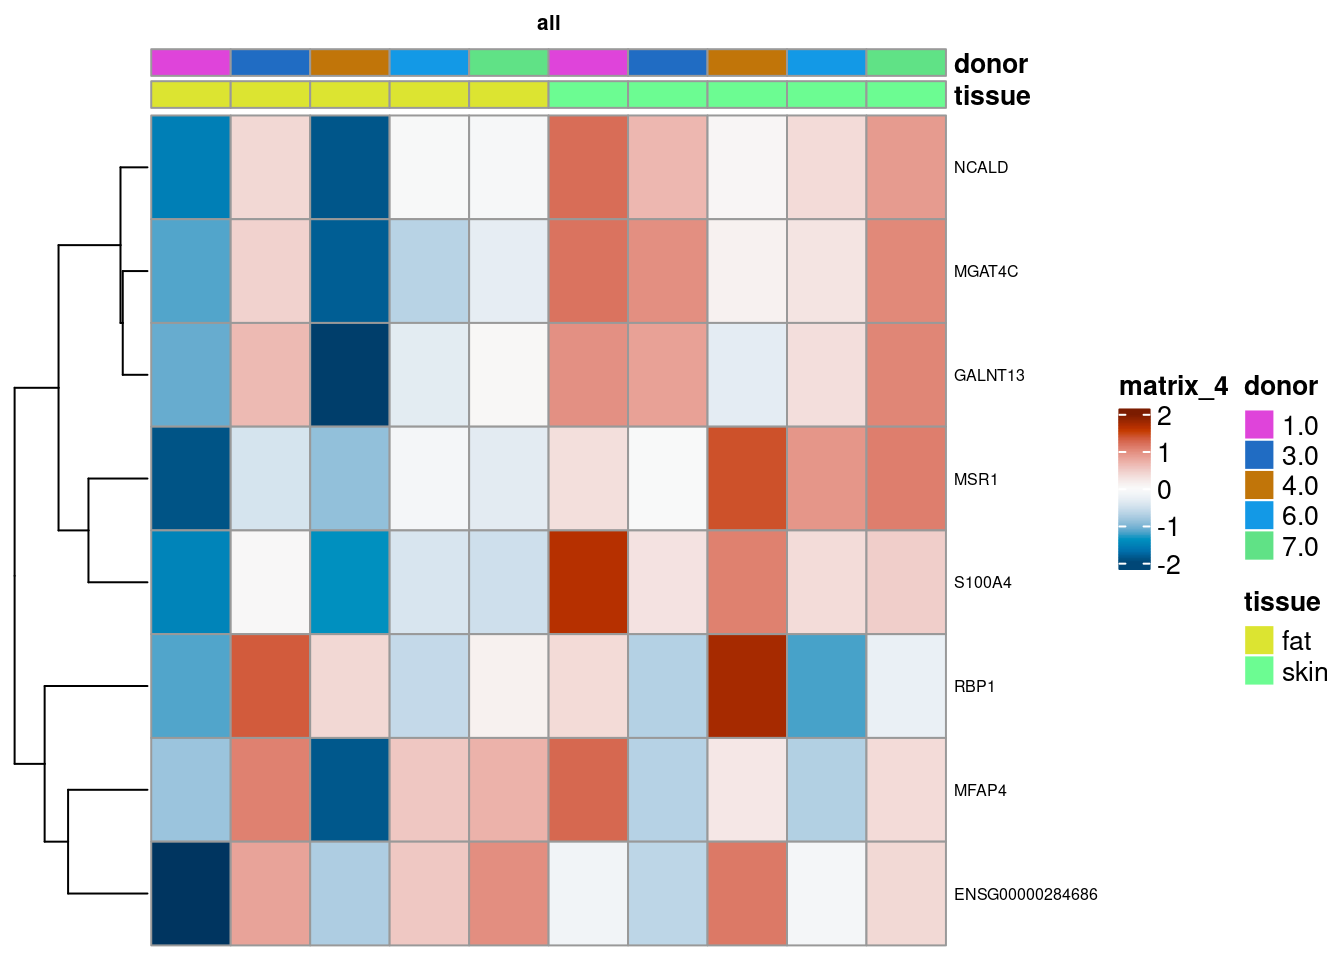 all
donor
tissue
NCALD
MGAT4C
GALNT13
MSR1
S100A4
RBP1
MFAP4
ENSG00000284686
matrix_4
2
1
0
-1
-2
donor
1.0
3.0
4.0
6.0
7.0
tissue
fat
skin